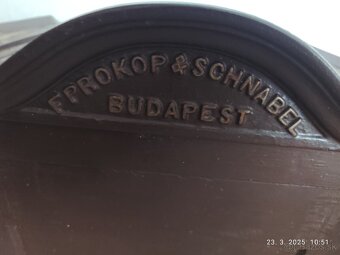 F.PROKOP & SCHNABEL
BUDAPEST
23. 3. 2025 10:51